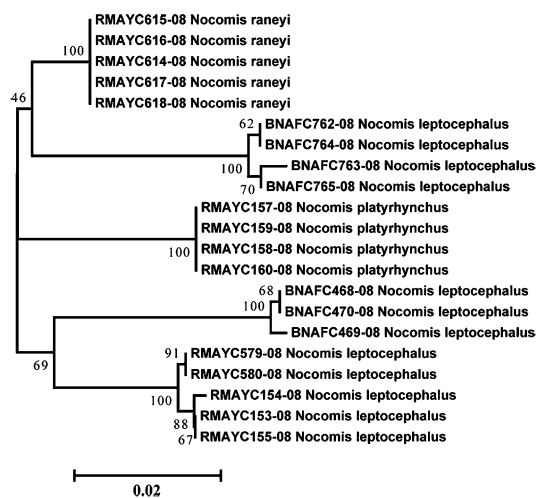 RMAYC615-08 Nocomis raneyi
RMAYC616-08 Nocomis raneyi
100
RMAYC614-08 Nocomis raneyi
RMAYC617-08 Nocomis raneyi
46
RMAYC618-08 Nocomis raneyi
62
BNAFC762-08 Nocomis leptocephalus
BNAFC764-08 Nocomis leptocephalus
100
BNAFC763-08 Nocomis leptocephalus
70
BNAFC765-08 Nocomis leptocephalus
RMAYC157-08 Nocomis platyrhynchus
RMAYC159-08 Nocomis platyrhynchus
100
RMAYC158-08 Nocomis platyrhynchus
RMAYC160-08 Nocomis platyrhynchus
68
BNAFC468-08 Nocomis leptocephalus
100
BNAFC470-08 Nocomis leptocephalus
BNAFC469-08 Nocomis leptocephalus
69
91
RMAYC579-08 Nocomis leptocephalus
RMAYC580-08 Nocomis leptocephalus
100
RMAYC154-08 Nocomis leptocephalus
88
RMAYC153-08 Nocomis leptocephalus
67
RMAYC155-08 Nocomis leptocephalus
0.02